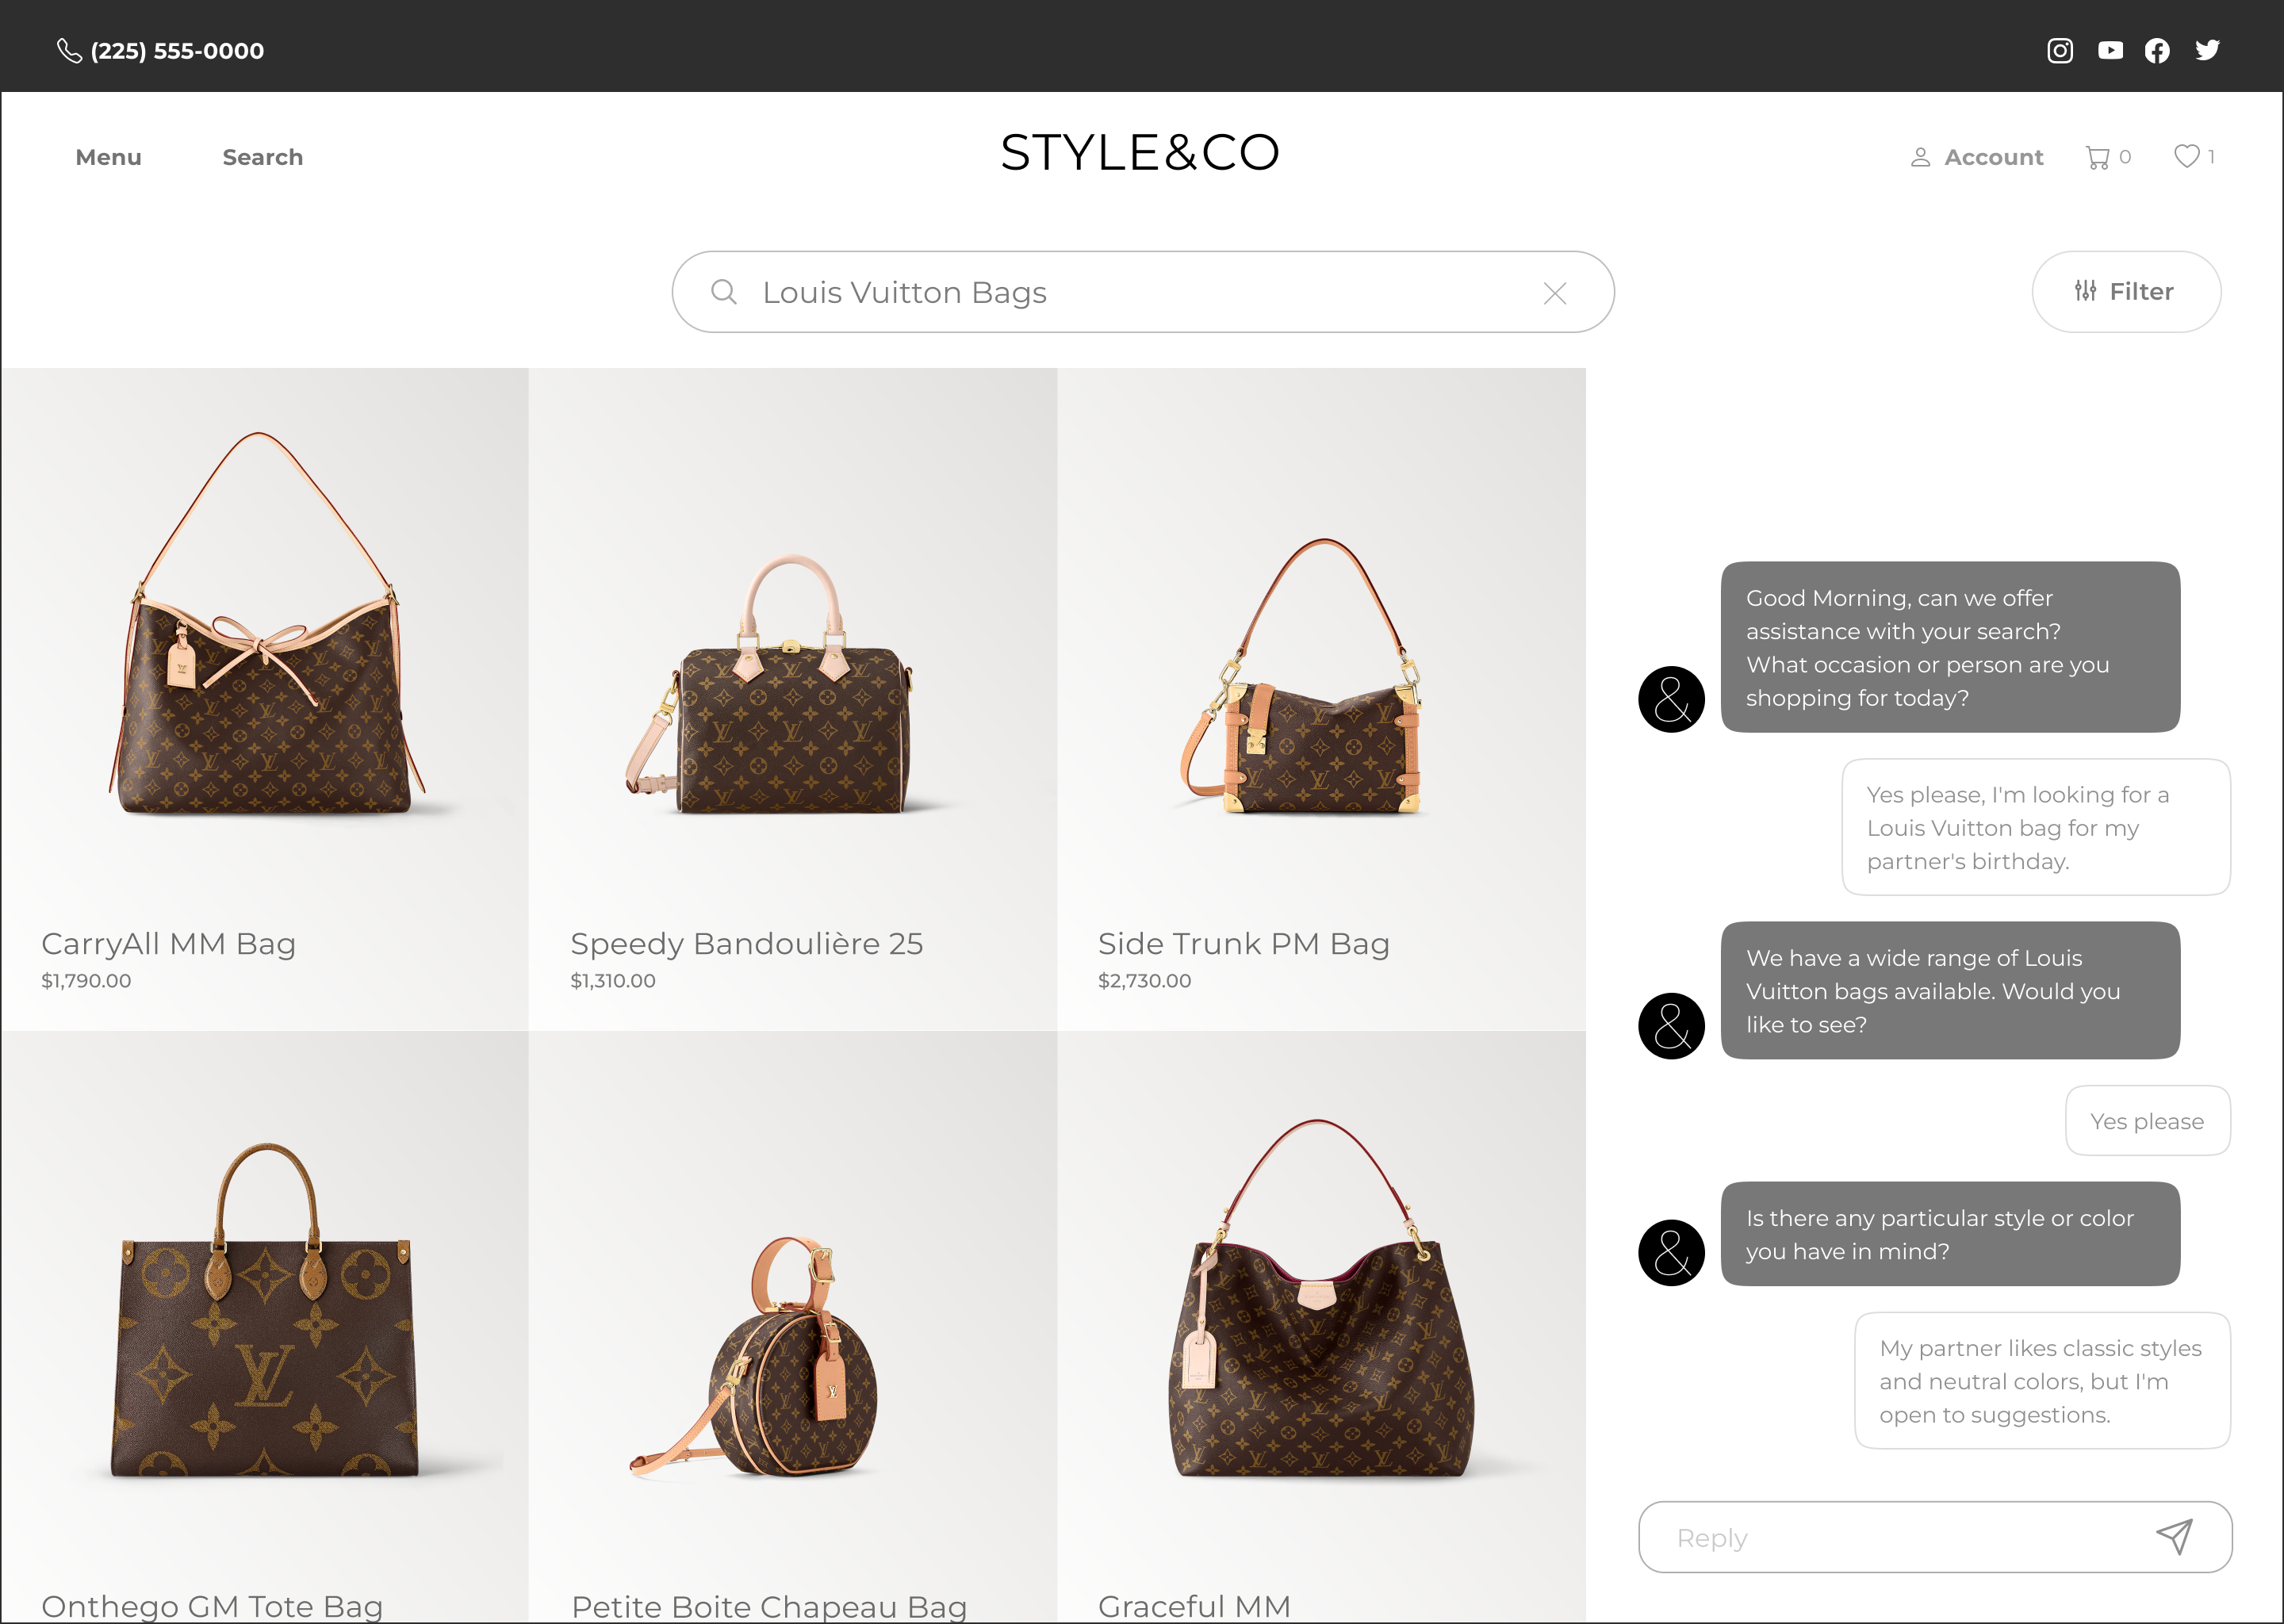 (225) 555-0000
Menu
Search
STYLE&CO
Account
0
1
Louis Vuitton Bags
Filter
CarryAll MM Bag
$1,790.00
Speedy Bandoulière 25
$1,310.00
Side Trunk PM Bag
$2,730.00
Onthego GM Tote Bag
Petite Boite Chapeau Bag
Graceful MM
Good Morning, can we offer
assistance with your search?
What occasion or person are you
shopping for today?
&
Yes please, I'm looking for a
Louis Vuitton bag for my
partner's birthday.
We have a wide range of Louis
Vuitton bags available. Would you
like to see?
&
Yes please
Is there any particular style or color
you have in mind?
&
My partner likes classic styles
and neutral colors, but I'm
open to suggestions.
Reply